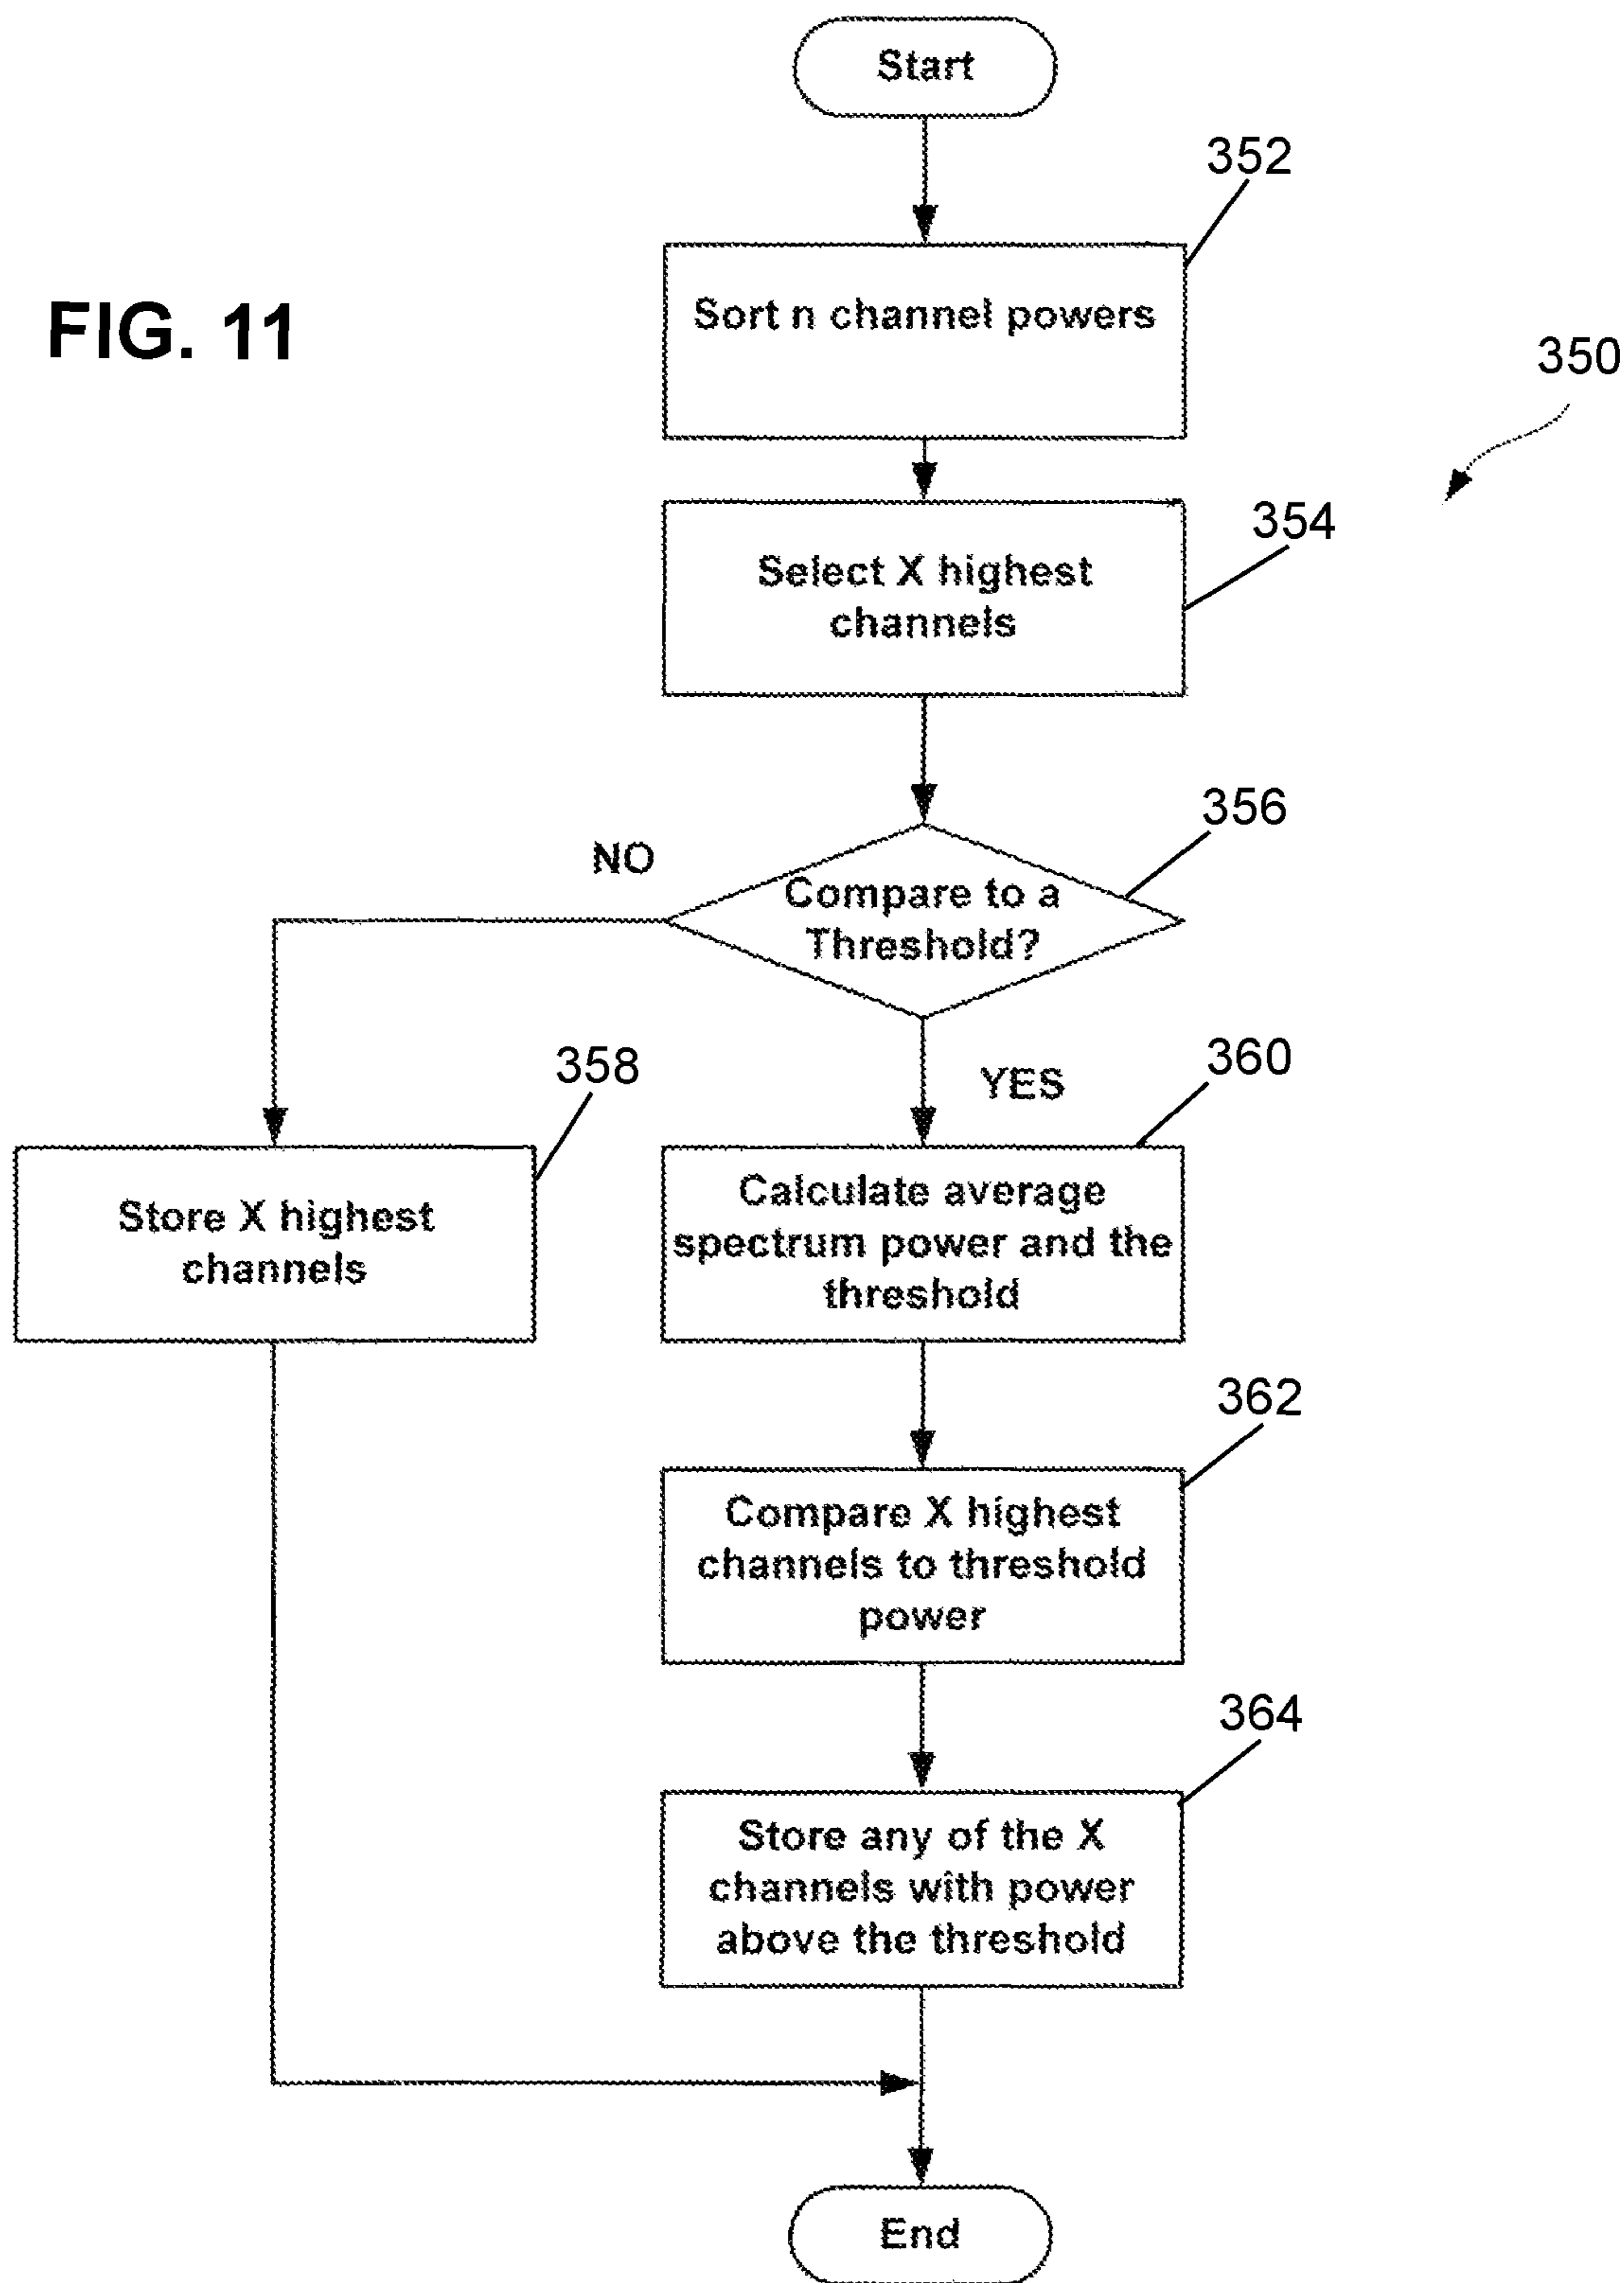 Start
352
Sort n channel powers
FIG. 11
350
354
Select X highest
channels
356
NO
Compare to a
Threshold?
358
360
YES
Store X highest
channels
Calculate average
spectrum power and the
threshold
362
Compare X highest
channels to threshold
power
364
Store any of the X
channels with power
above the threshold
End